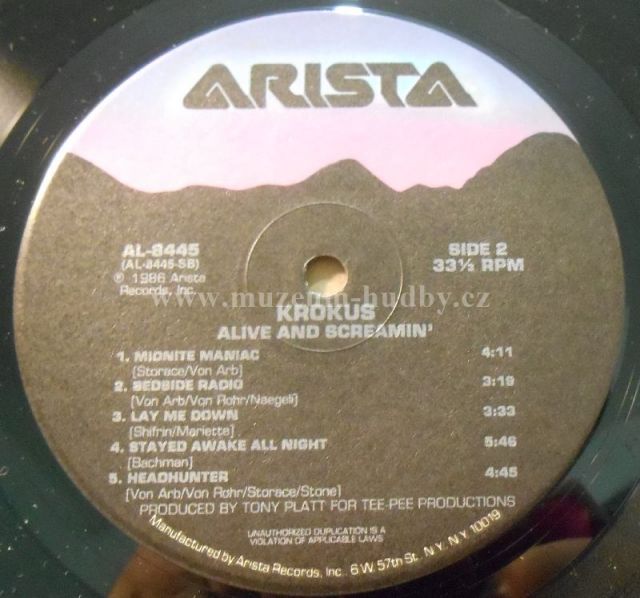 ARISTA
AL-8445
(AL-8445-SB)
℗ 1986 Arista
Records, Inc.
SIDE 2
33⅓ RPM
www.muzeum-hudby.cz
KROKUS
ALIVE AND SCREAMIN'
1. MIDNITE MANIAC 4:11
(Storace/Von Arb)
2. BEDSIDE RADIO 3:19
(Von Arb/Von Rohr/Naegeli)
3. LAY ME DOWN 3:33
(Shifrin/Mariette)
4. STAYED AWAKE ALL NIGHT 5:46
(Bachman)
5. HEADHUNTER 4:45
(Von Arb/Von Rohr/Storace/Stone)
PRODUCED BY TONY PLATT FOR TEE-PEE PRODUCTIONS
UNAUTHORIZED DUPLICATION IS A
VIOLATION OF APPLICABLE LAWS
Manufactured by Arista Records, Inc., 6 W. 57th St., N.Y., N.Y. 10019